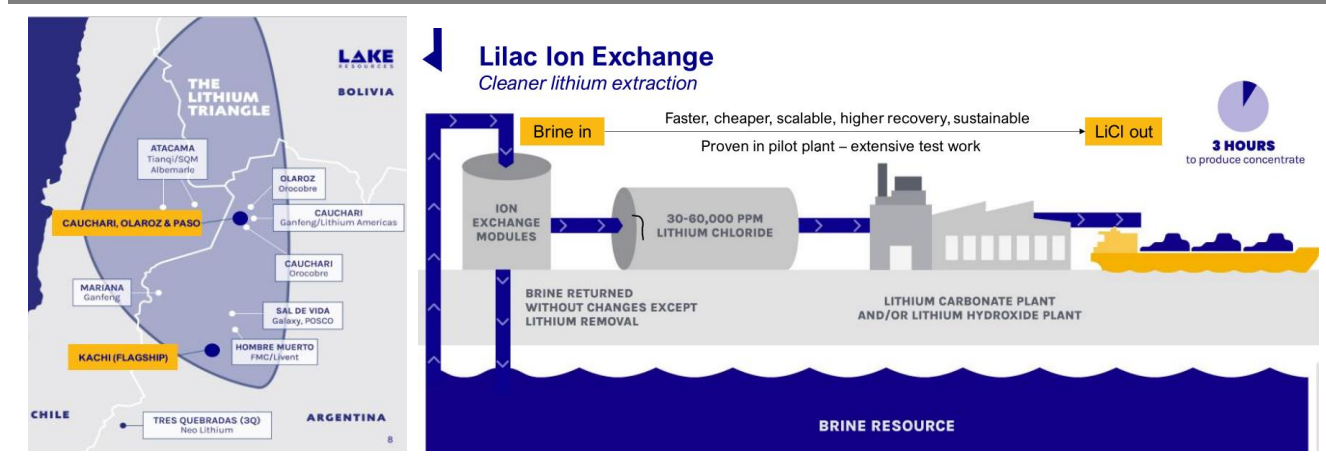 LAKE
RESOURCES
BOLIVIA
THE
LITHIUM
TRIANGLE
ATACAMA
Tianqi/SQM
Albemarle
OLAROZ
Orocobre
CAUCHARI
Ganfeng/Lithium Americas
CAUCHARI, OLAROZ & PASO
CAUCHARI
Orocobre
MARIANA
Ganfeng
SAL DE VIDA
Galaxy, POSCO
HOMBRE MUERTO
FMC/Livent
KACHI (FLAGSHIP)
CHILE
ARGENTINA
TRES QUEBRADAS (3Q)
Neo Lithium
8
Lilac Ion Exchange
Cleaner lithium extraction
Brine in
Faster, cheaper, scalable, higher recovery, sustainable
Proven in pilot plant – extensive test work
LiCl out
3 HOURS
to produce concentrate
ION
EXCHANGE
MODULES
30-60,000 PPM
LITHIUM CHLORIDE
BRINE RETURNED
WITHOUT CHANGES EXCEPT
LITHIUM REMOVAL
LITHIUM CARBONATE PLANT
AND/OR LITHIUM HYDROXIDE PLANT
BRINE RESOURCE